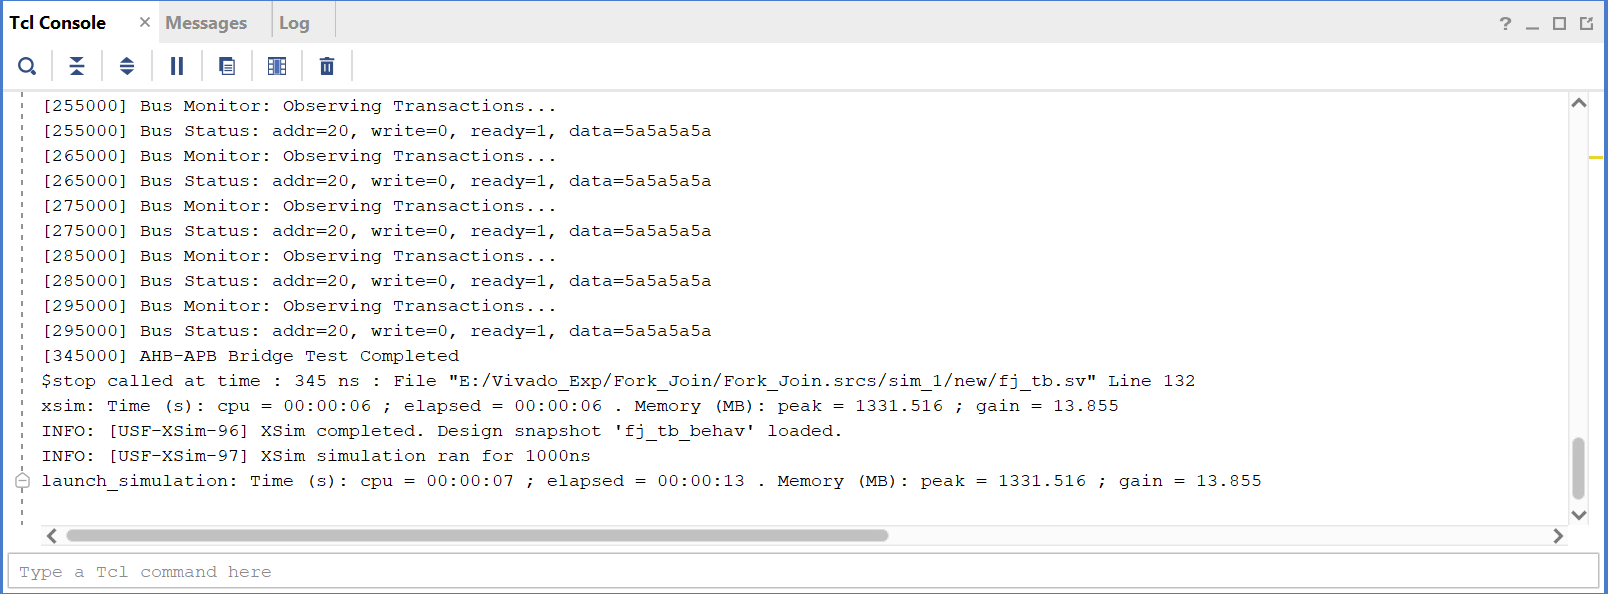 Tcl Console × Messages Log ? _
[255000] Bus Monitor: Observing Transactions...
[255000] Bus Status: addr=20, write=0, ready=1, data=5a5a5a5a
[265000] Bus Monitor: Observing Transactions...
[265000] Bus Status: addr=20, write=0, ready=1, data=5a5a5a5a
[275000] Bus Monitor: Observing Transactions...
[275000] Bus Status: addr=20, write=0, ready=1, data=5a5a5a5a
[285000] Bus Monitor: Observing Transactions...
[285000] Bus Status: addr=20, write=0, ready=1, data=5a5a5a5a
[295000] Bus Monitor: Observing Transactions...
[295000] Bus Status: addr=20, write=0, ready=1, data=5a5a5a5a
[345000] AHB-APB Bridge Test Completed
$stop called at time : 345 ns : File "E:/Vivado_Exp/Fork_Join/Fork_Join.srcs/sim_1/new/fj_tb.sv" Line 132
xsim: Time (s): cpu = 00:00:06 ; elapsed = 00:00:06 . Memory (MB): peak = 1331.516 ; gain = 13.855
INFO: [USF-XSim-96] XSim completed. Design snapshot 'fj_tb_behav' loaded.
INFO: [USF-XSim-97] XSim simulation ran for 1000ns
launch_simulation: Time (s): cpu = 00:00:07 ; elapsed = 00:00:13 . Memory (MB): peak = 1331.516 ; gain = 13.855
Type a Tcl command here